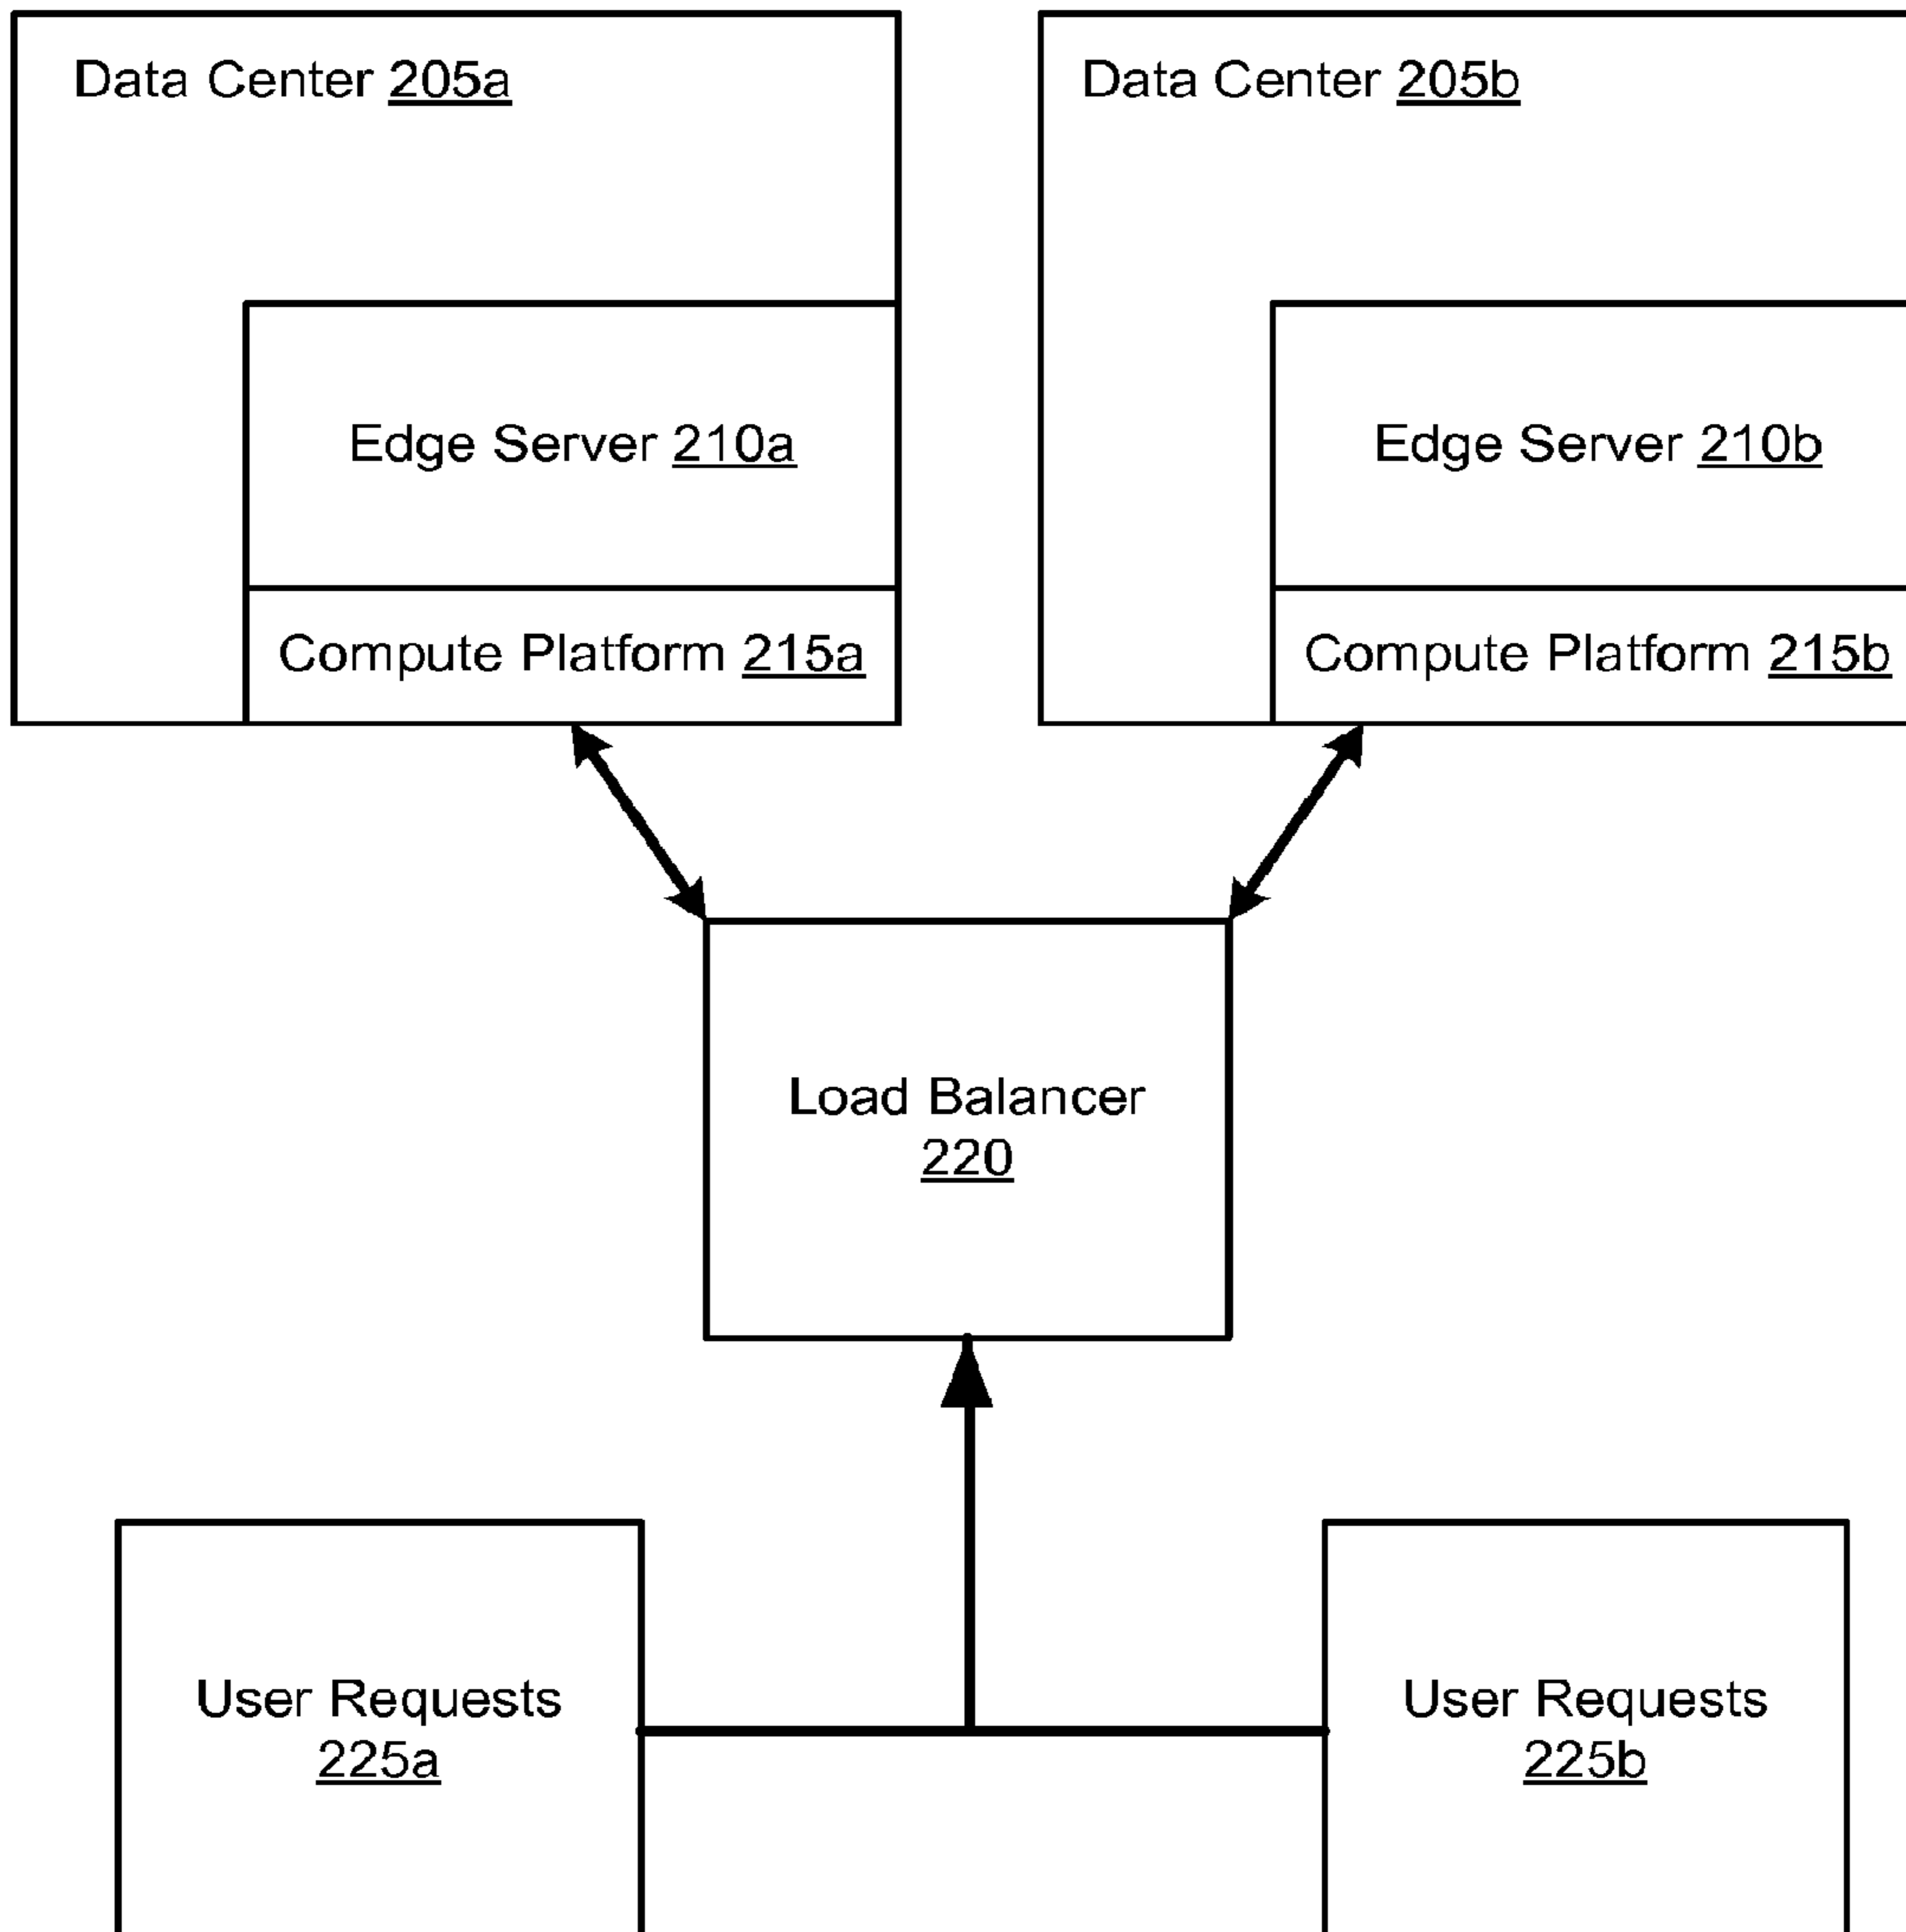 Data Center 205a
Data Center 205b
Edge Server 210a
Edge Server 210b
Compute Platform 215a
Compute Platform 215b
Load Balancer
220
User Requests
225a
User Requests
225b